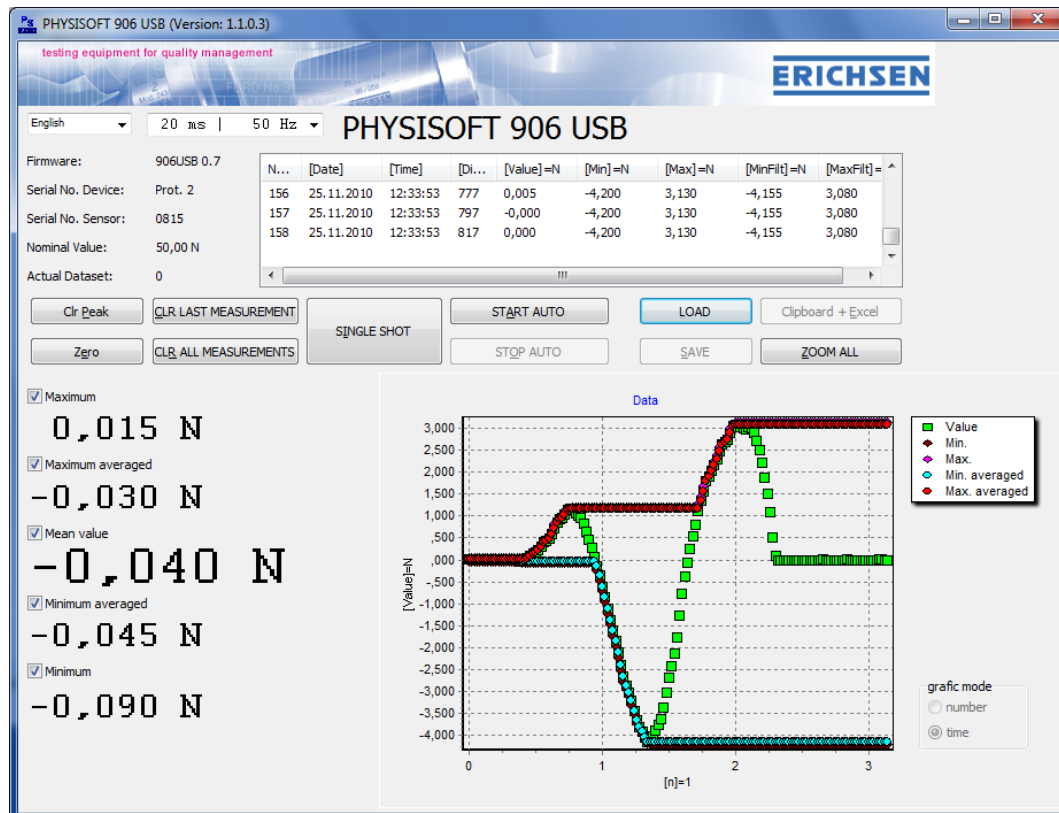 PHYSISOFT 906 USB (Version: 1.1.0.3)
testing equipment for quality management
FORD No.3
ERICHSEN
English
20 ms | 50 Hz
PHYSISOFT 906 USB
Firmware: 906USB 0.7
Serial No. Device: Prot. 2
Serial No. Sensor: 0815
Nominal Value: 50,00 N
Actual Dataset: 0
N... [Date] [Time] [Di... [Value]=N [Min]=N [Max]=N [MinFilt]=N [MaxFilt]=
156 25.11.2010 12:33:53 777 0,005 -4,200 3,130 -4,155 3,080
157 25.11.2010 12:33:53 797 -0,000 -4,200 3,130 -4,155 3,080
158 25.11.2010 12:33:53 817 0,000 -4,200 3,130 -4,155 3,080
Clr Peak
CLR LAST MEASUREMENT
SINGLE SHOT
START AUTO
LOAD
Clipboard + Excel
Zero
CLR ALL MEASUREMENTS
STOP AUTO
SAVE
ZOOM ALL
Maximum
0,015 N
Maximum averaged
-0,030 N
Mean value
-0,040 N
Minimum averaged
-0,045 N
Minimum
-0,090 N
Data
3,000
2,500
2,000
1,500
1,000
,500
,000
-,500
-1,000
-1,500
-2,000
-2,500
-3,000
-3,500
-4,000
[Value]=N
0 1 2 3
[n]=1
Value
Min.
Max.
Min. averaged
Max. averaged
grafic mode
number
time